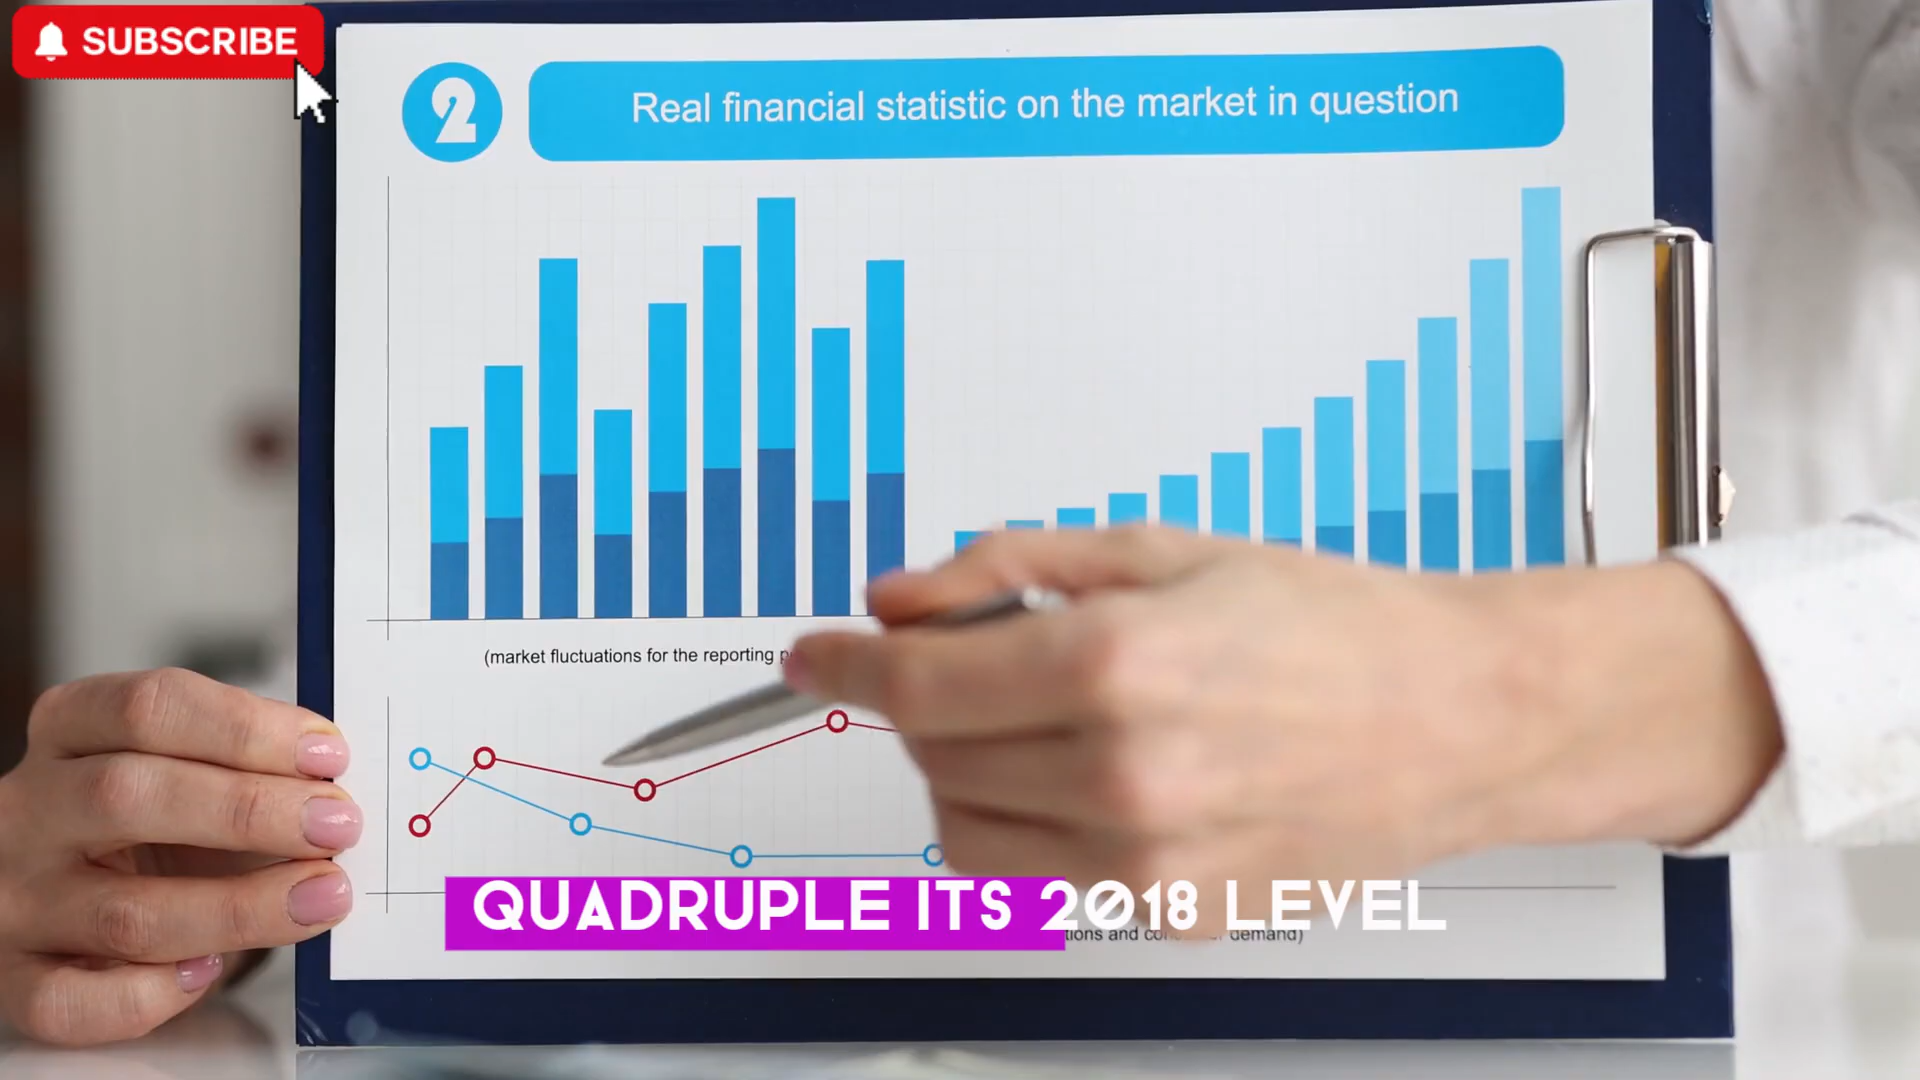 SUBSCRIBE
2
Real financial statistic on the market in question
(market fluctuations for the reporting
QUADRUPLE ITS 2018 LEVEL
and demand)